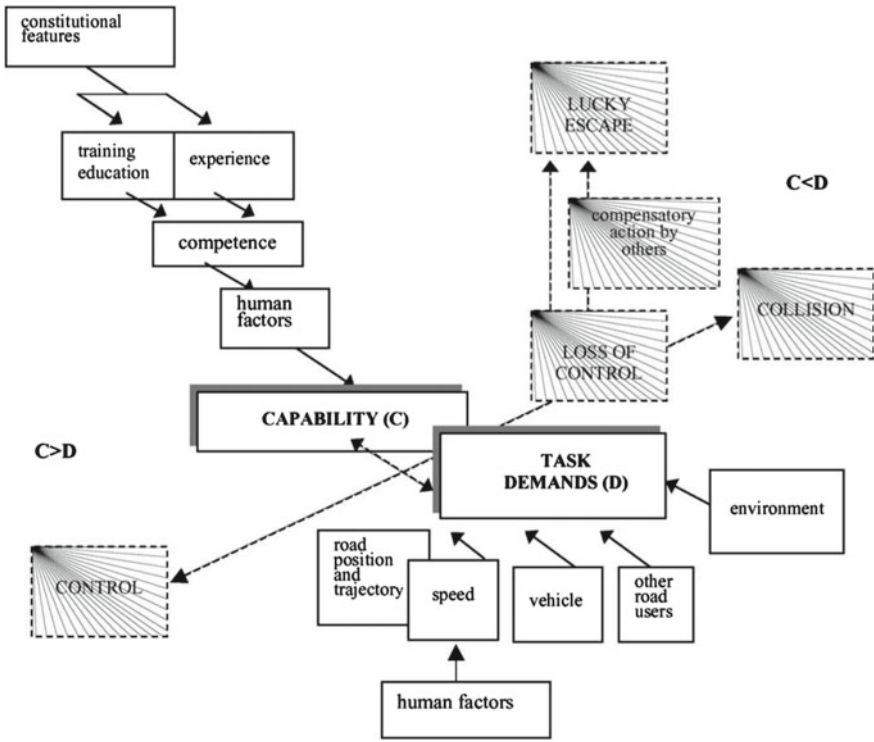 constitutional
features
training
education
experience
competence
human
factors
CAPABILITY (C)
C>D
LUCKY
ESCAPE
C<D
compensatory
action by
others
COLLISION
LOSS OF
CONTROL
TASK
DEMANDS (D)
environment
CONTROL
road
position
and
trajectory
speed
vehicle
other
road
users
human factors